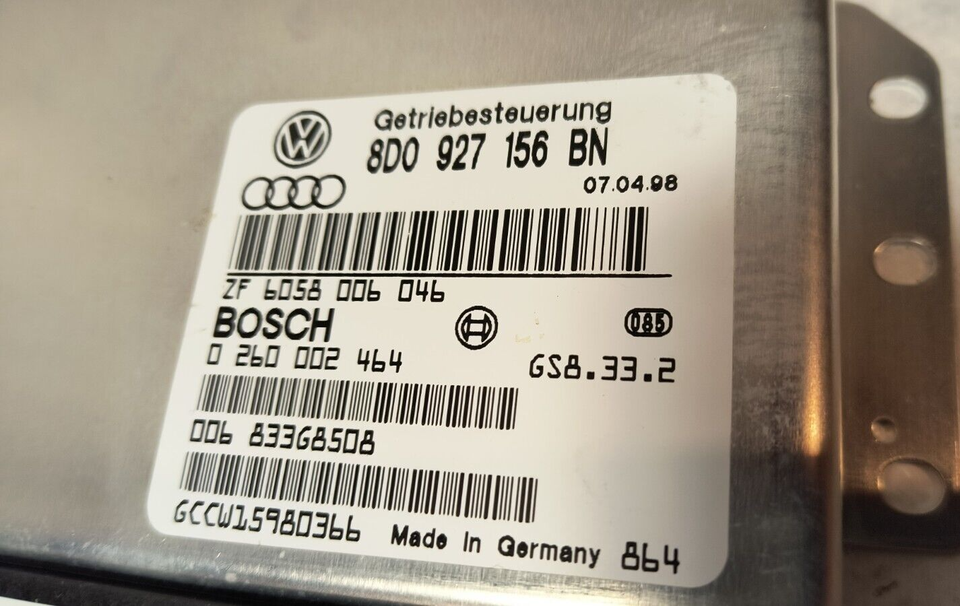 Getriebesteuerung
8D0 927 156 BN
07.04.98
ZF 6058 006 046
BOSCH
085
0 260 002 464
GS8.33.2
006 833G8508
GCCW15980366
Made In Germany 864